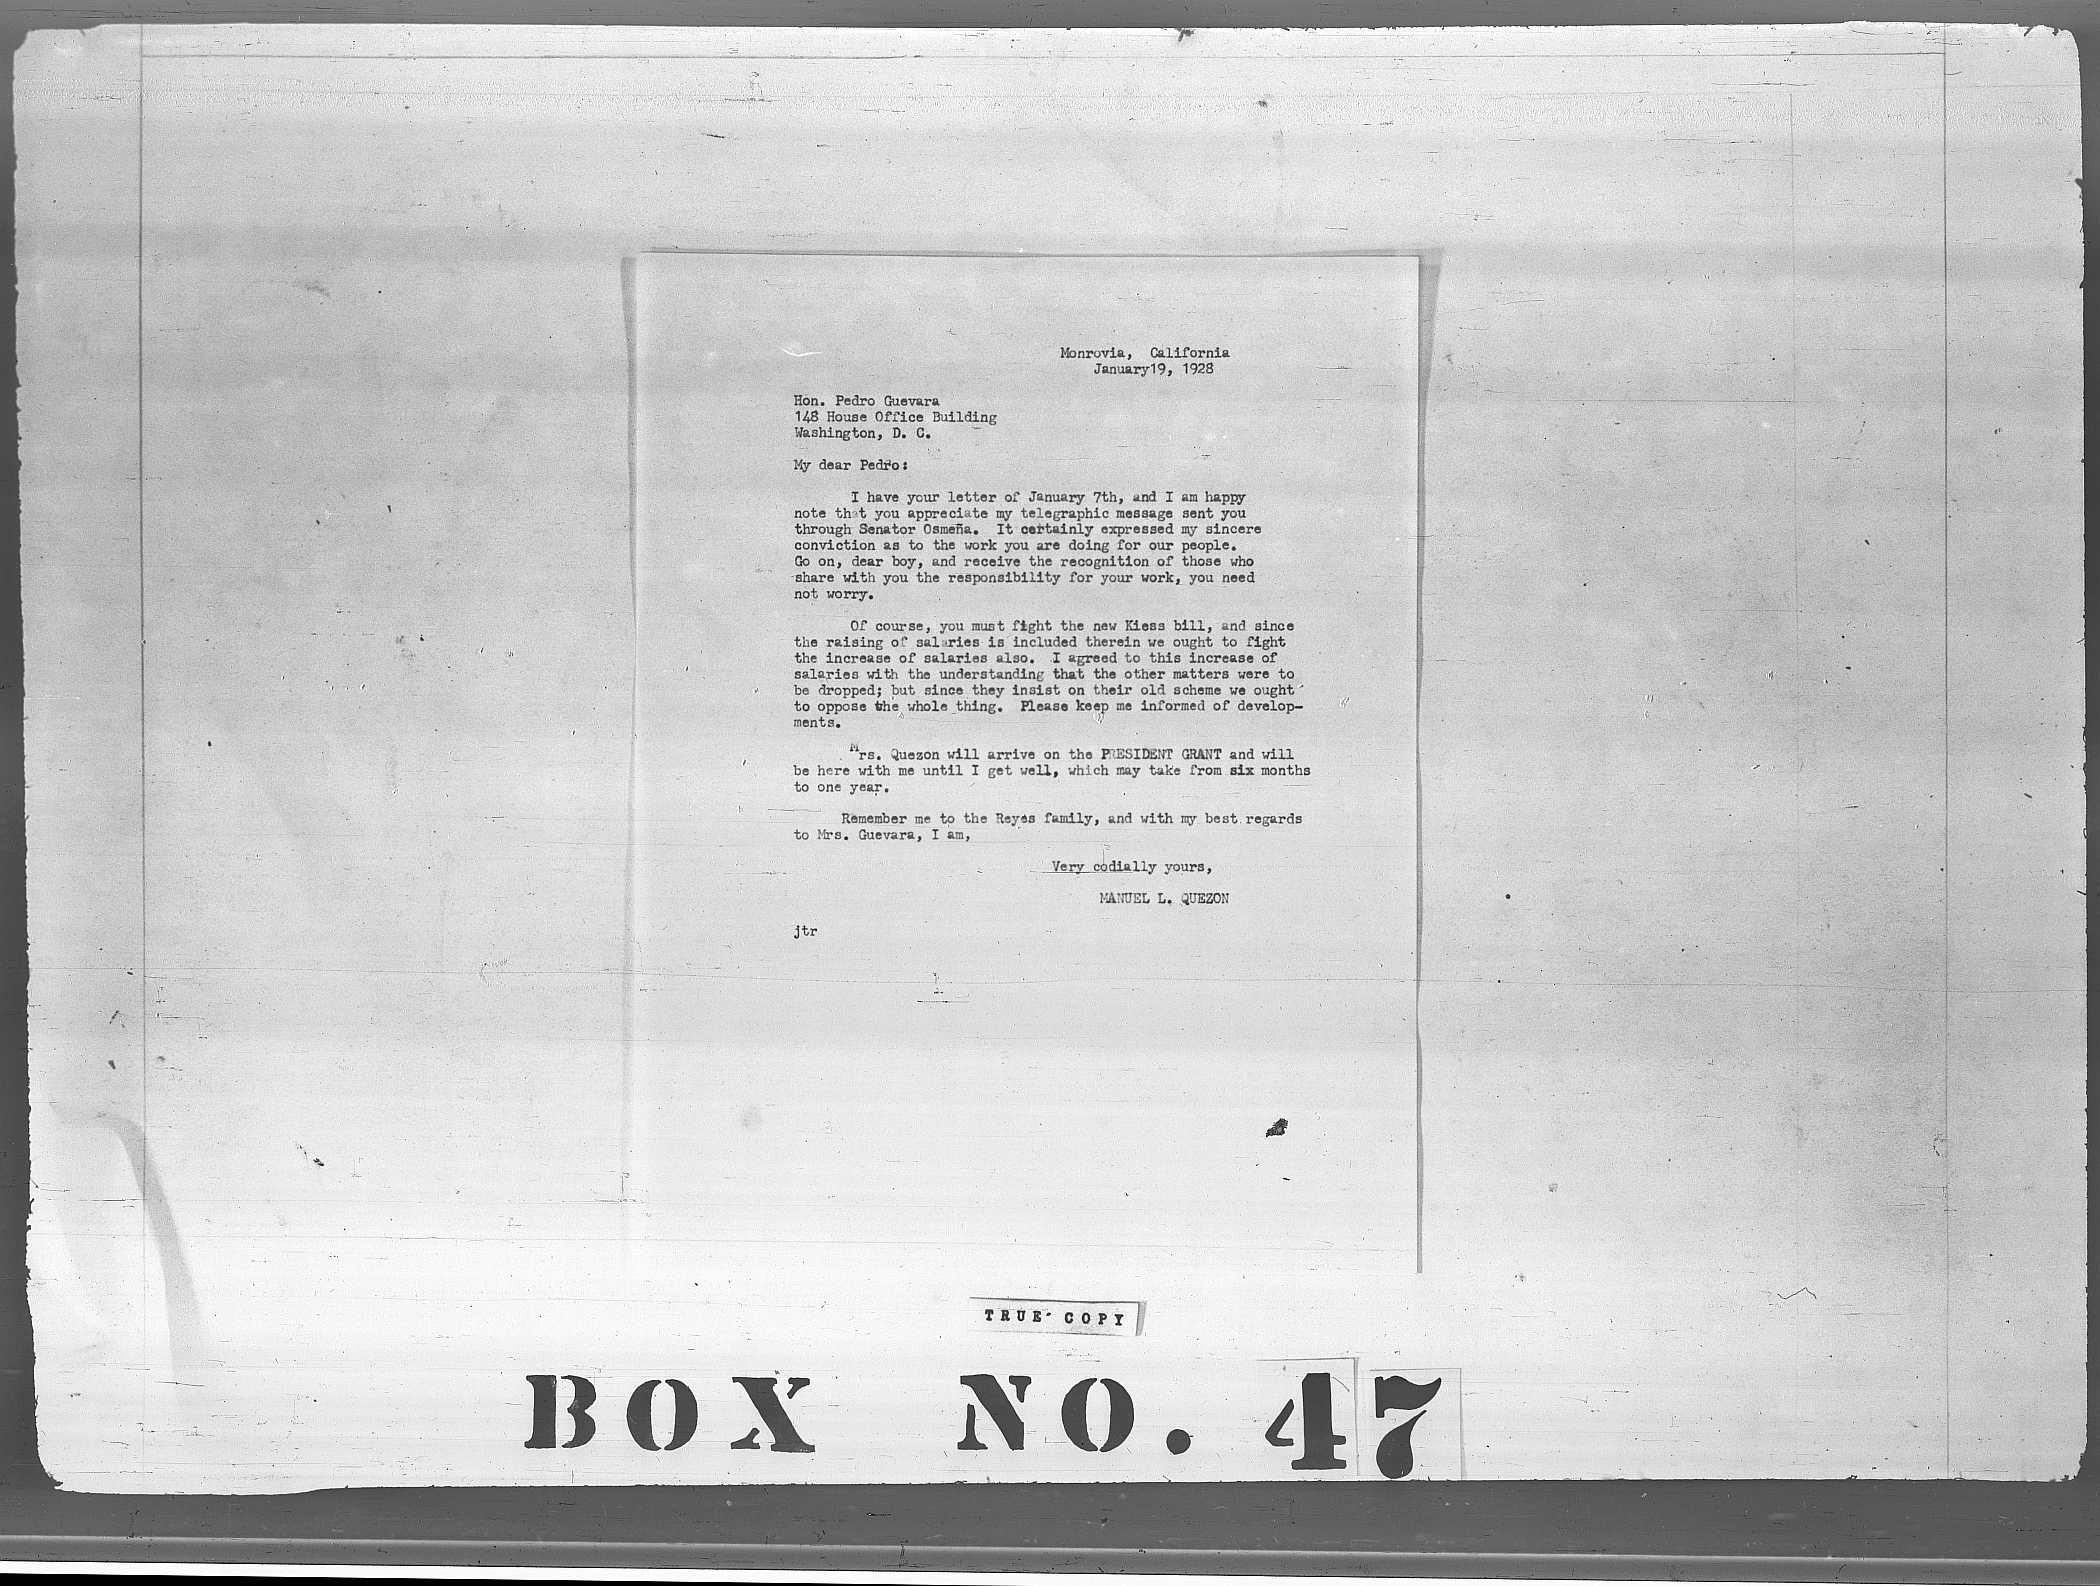 Monrovia, California
January19, 1928
Hon. Pedro Guevara
148 House Office Building
Washington, D. C.
My dear Pedro:
I have your letter of January 7th, and I am happy
note that you appreciate my telegraphic message sent you
through Senator Osmeña. It certainly expressed my sincere
conviction as to the work you are doing for our people.
Go on, dear boy, and receive the recognition of those who
share with you the responsibility for your work, you need
not worry.
Of course, you must fight the new Kiess bill, and since
the raising of salaries is included therein we ought to fight
the increase of salaries also. I agreed to this increase of
salaries with the understanding that the other matters were to
be dropped; but since they insist on their old scheme we ought
to oppose the whole thing. Please keep me informed of develop-
ments.
Mrs. Quezon will arrive on the PRESIDENT GRANT and will
be here with me until I get well, which may take from six months
to one year.
Remember me to the Reyes family, and with my best regards
to Mrs. Guevara, I am,
Very codially yours,
MANUEL L. QUEZON
jtr
TRUE COPY
BOX NO. 47